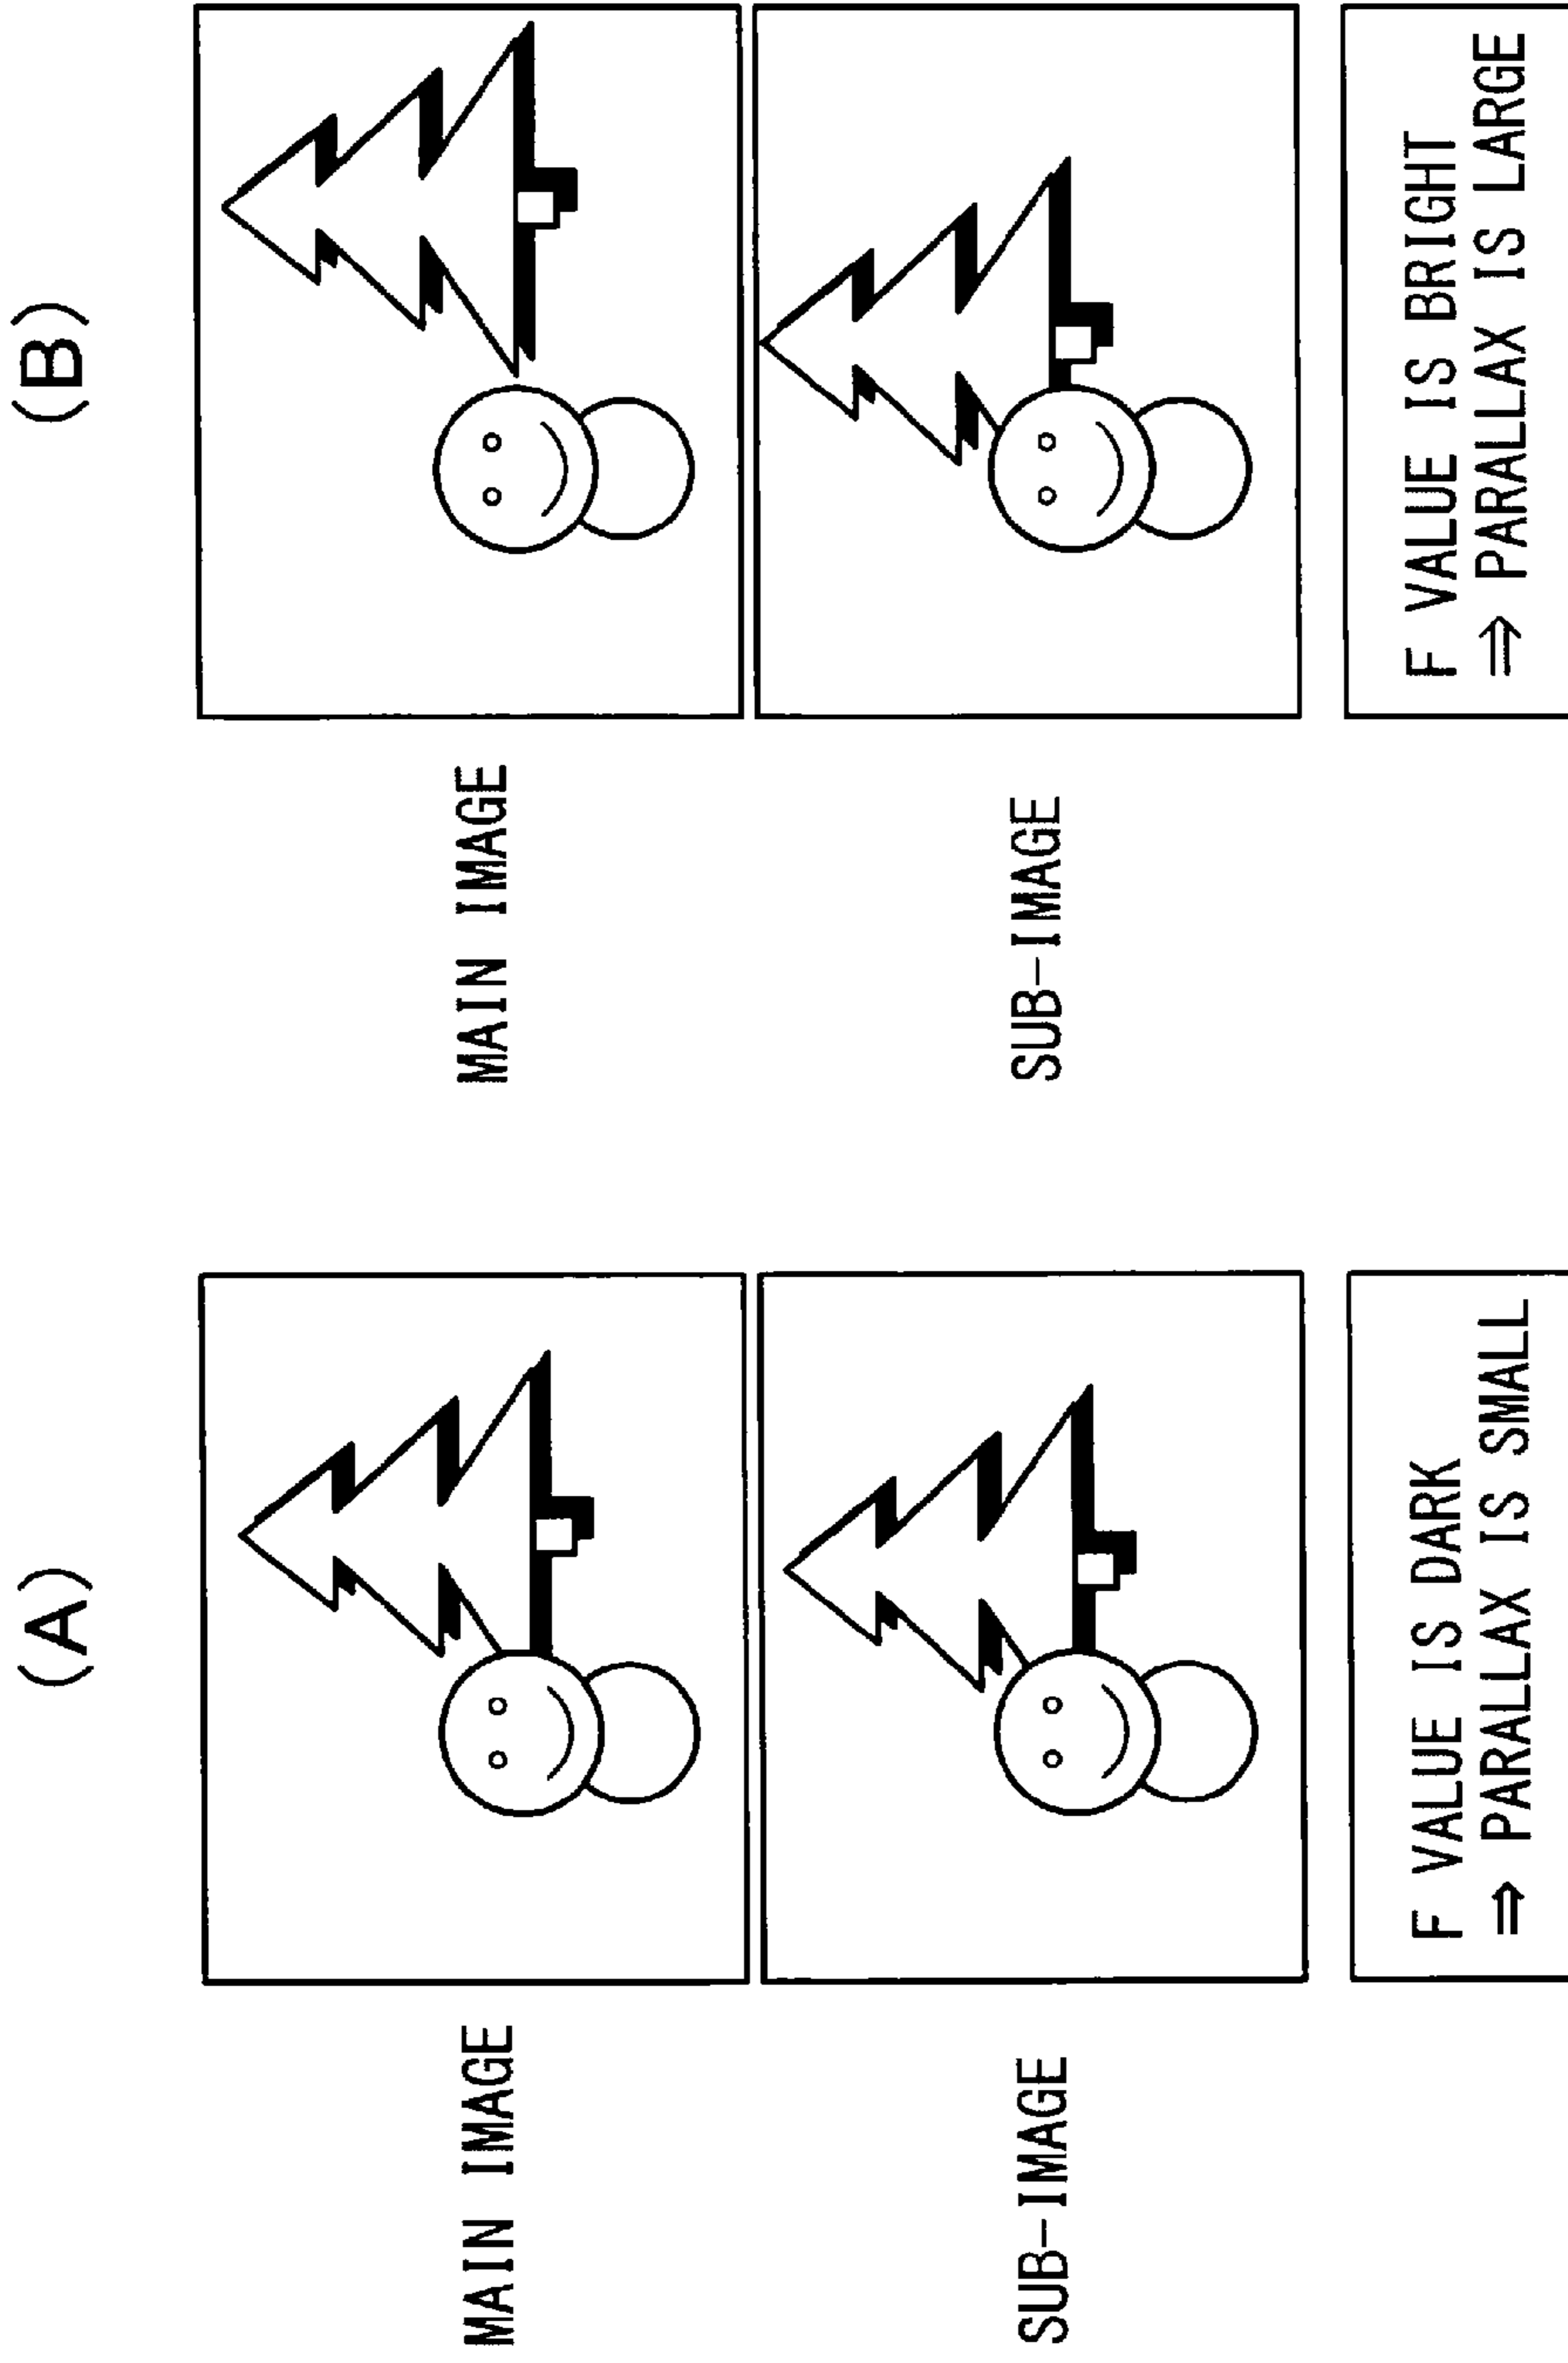 (A)
MAIN IMAGE
SUB-IMAGE
F VALUE IS DARK
⇒ PARALLAX IS SMALL
(B)
MAIN IMAGE
SUB-IMAGE
F VALUE IS BRIGHT
⇒ PARALLAX IS LARGE